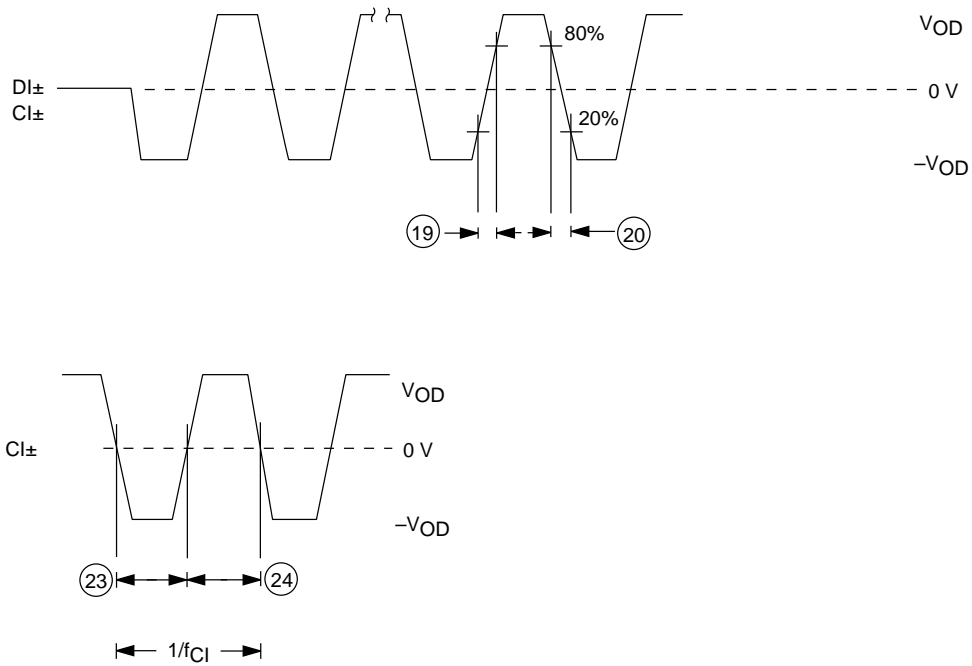 VOD
80%
DI±
0 V
CI±
20%
–VOD
19
20
VOD
CI±
0 V
–VOD
23
24
1/fCI